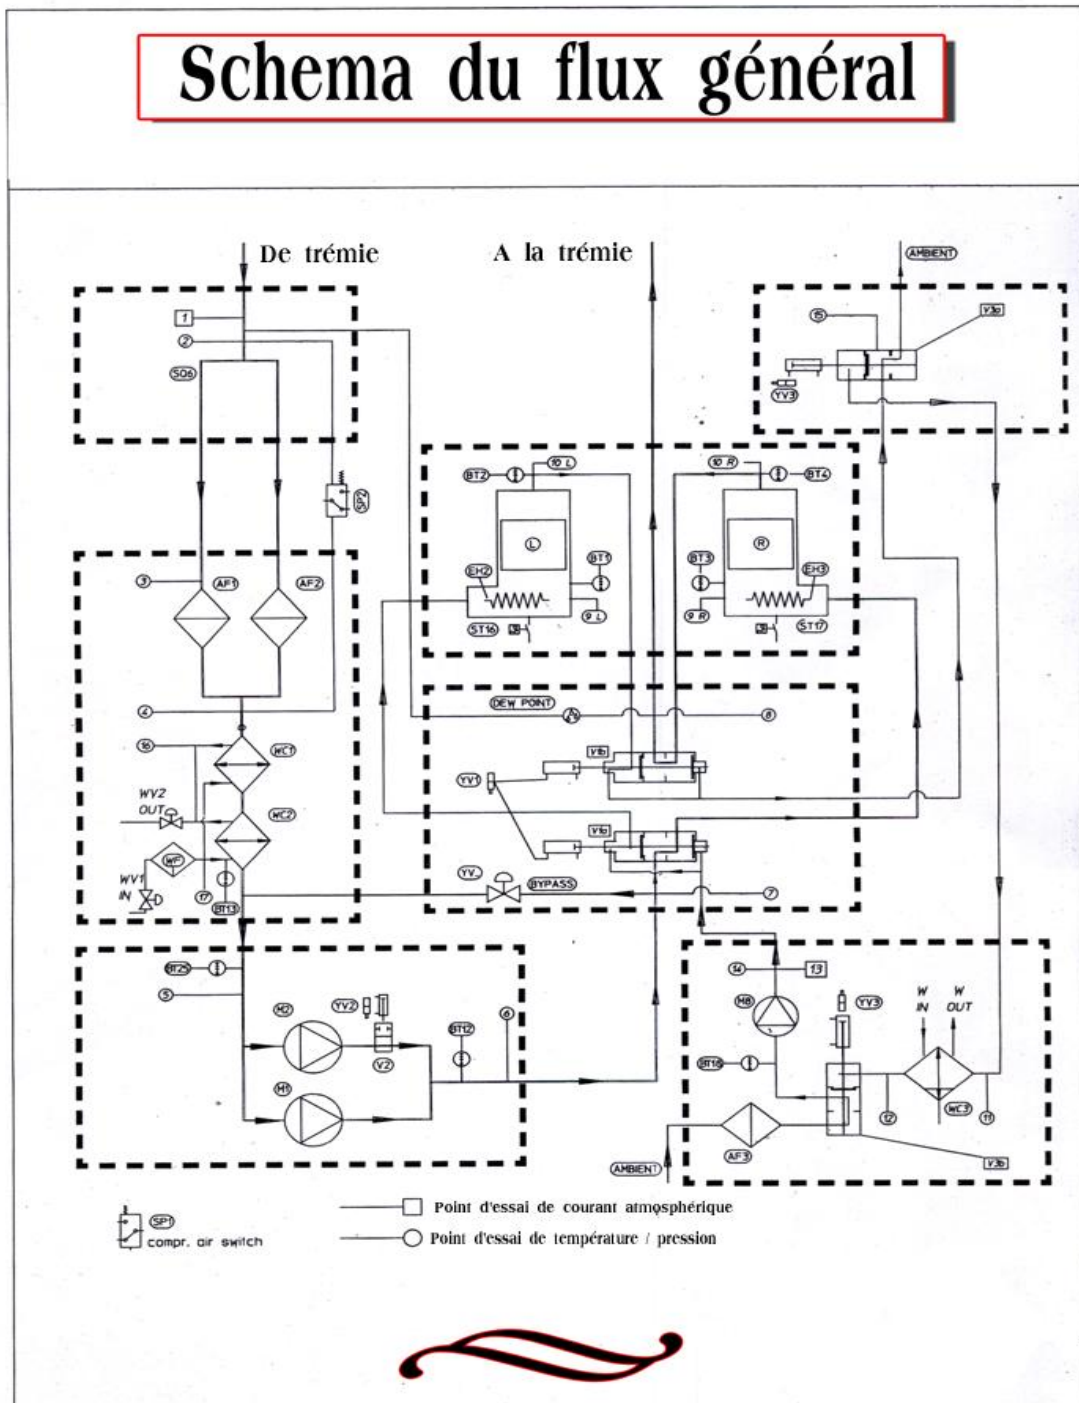 Schema du flux général
De trémie
A la trémie
AMBIENT
1
2
SO6
SP2
15
V3a
YV3
BT2
10 L
10 R
BT4
L
R
BT1
BT3
EH2
EH3
9 L
9 R
ST16
ST17
3
AF1
AF2
4
16
WC1
WV2
OUT
WC2
WF
WV1
IN
17
BT13
DEW POINT
8
V1b
YV1
V1a
YV
BYPASS
7
BT25
5
M2
YV2
V2
BT12
6
M1
14
13
M8
YV3
W
IN
W
OUT
BT18
12
WC3
11
AF3
AMBIENT
V3b
SP1
compr. air switch
Point d'essai de courant atmosphérique
Point d'essai de température / pression